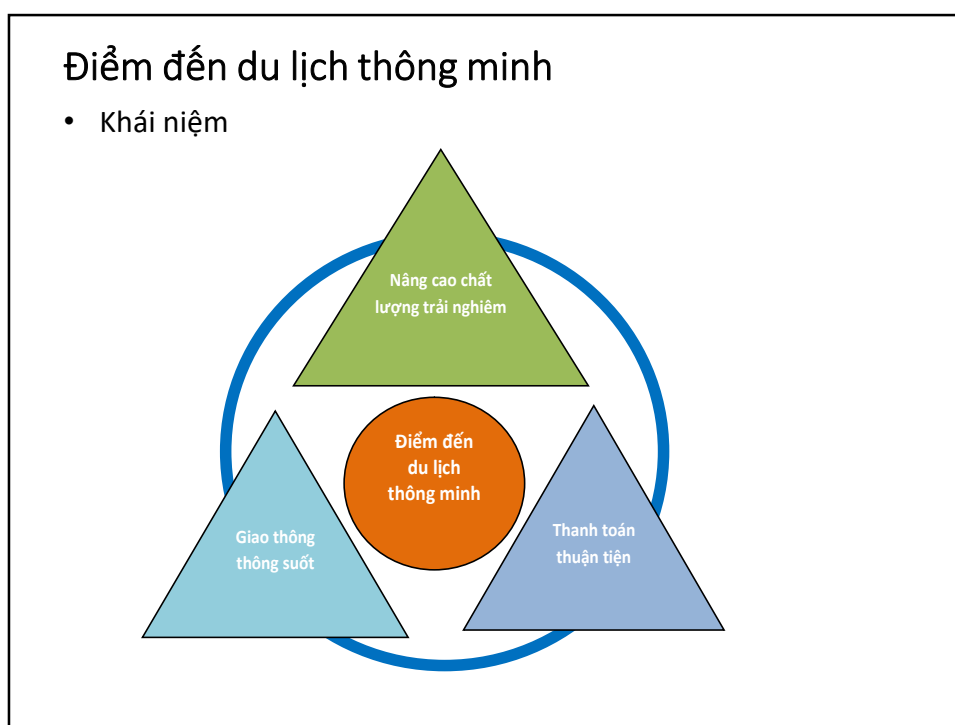 Điểm đến du lịch thông minh
• Khái niệm
Nâng cao chất
lượng trải nghiêm
Điểm đến
du lịch
thông minh
Giao thông
thông suốt
Thanh toán
thuận tiện